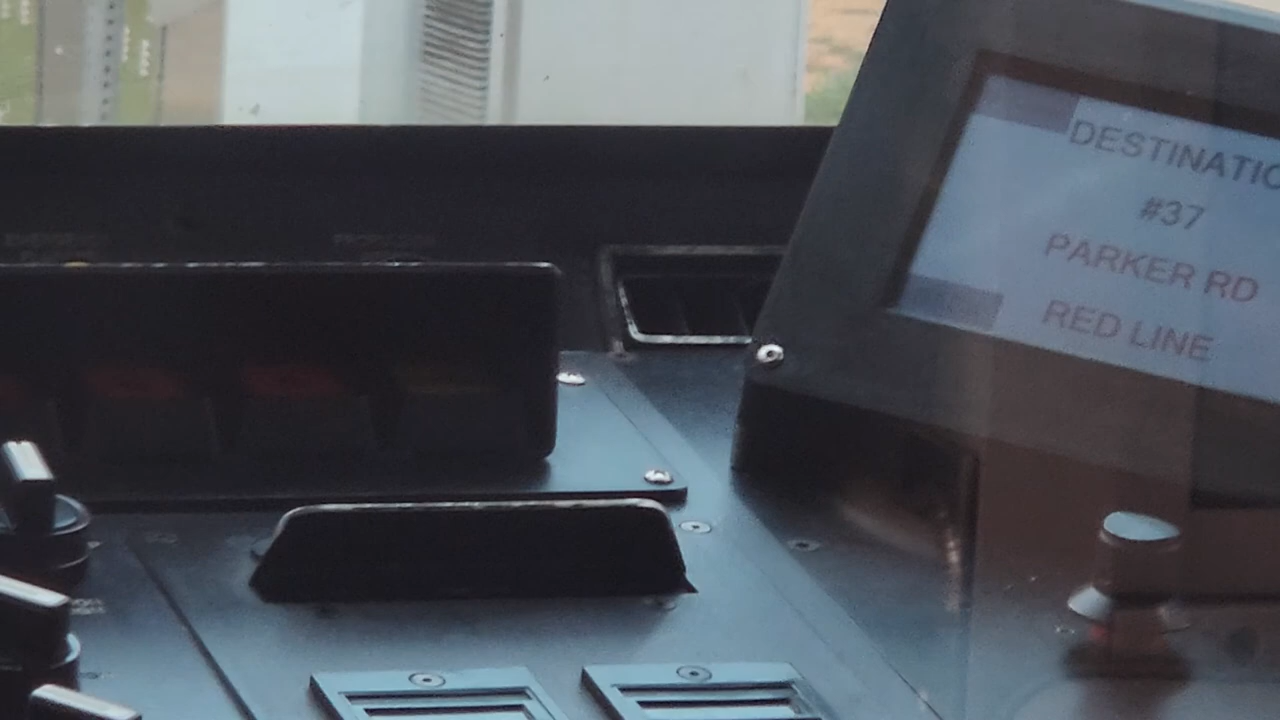 DESTINATIO
#37
PARKER RD
RED LINE